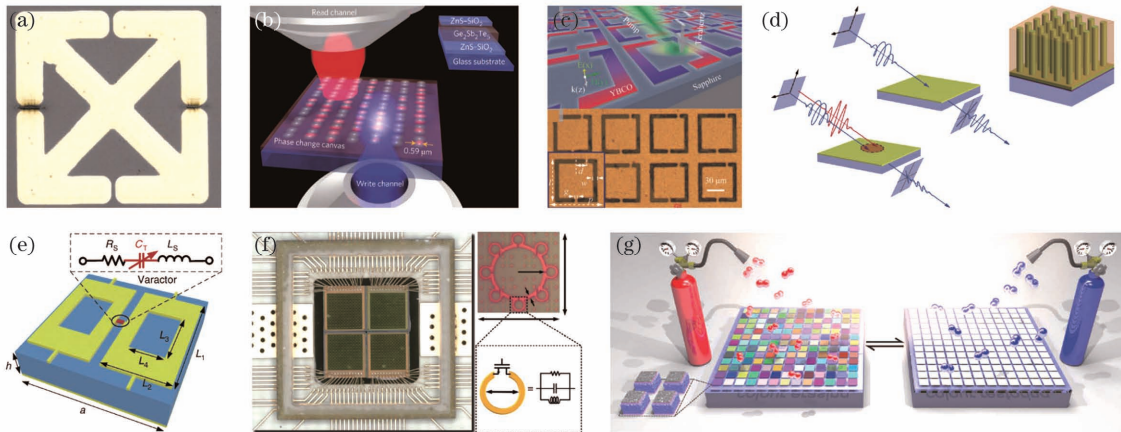 (a)
(b)
Read channel
ZnS-SiO2
Ge2Sb2Te5
ZnS-SiO2
Glass substrate
Phase change canvas
0.59 μm
Write channel
(c)
Pump
k(z)
YBCO
Sapphire
30 μm
(d)
(e)
RS CT LS
Varactor
L3
L4
L1
L2
h
a
(f)
(g)